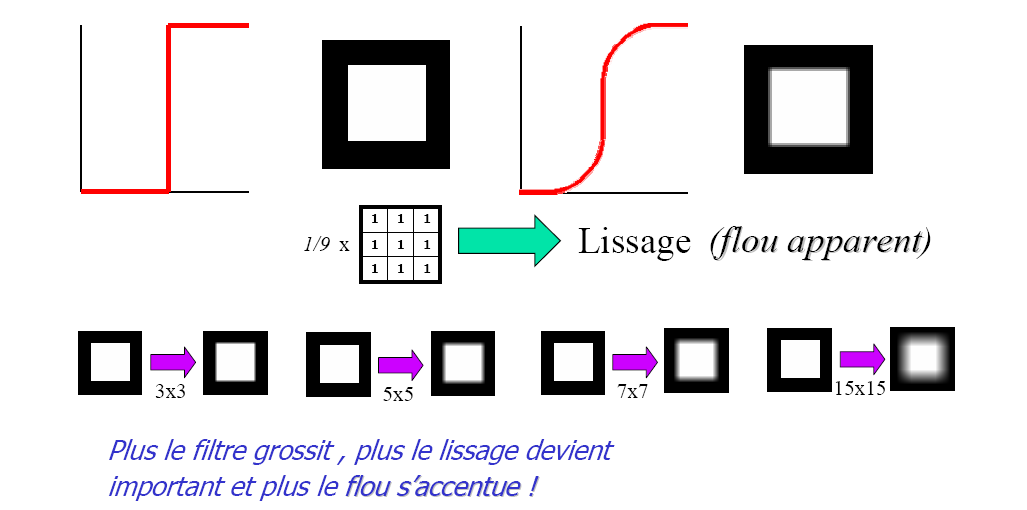 1/9 x
1 1 1
1 1 1
1 1 1
Lissage (flou apparent)
3x3
5x5
7x7
15x15
Plus le filtre grossit , plus le lissage devient
important et plus le flou s’accentue !